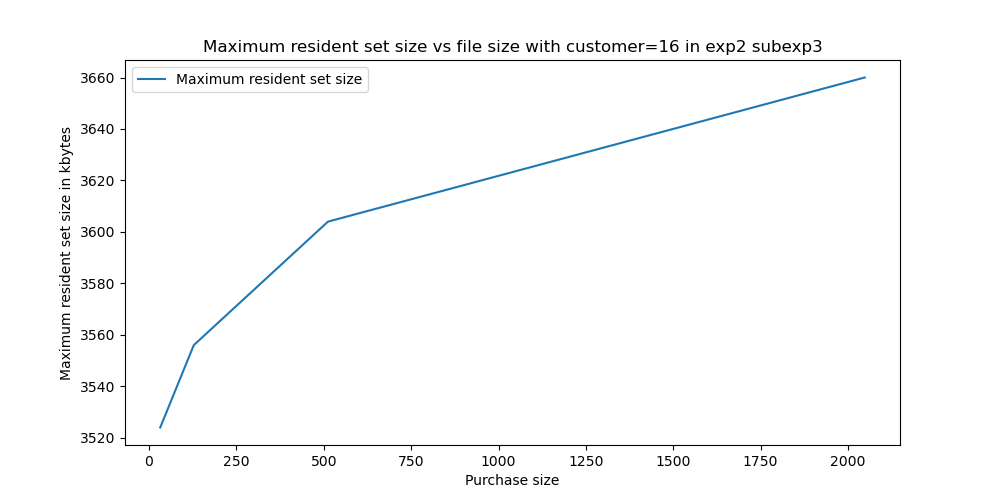 Maximum resident set size vs file size with customer=16 in exp2 subexp3
Maximum resident set size
Maximum resident set size in kbytes
3660
3640
3620
3600
3580
3560
3540
3520
0 250 500 750 1000 1250 1500 1750 2000
Purchase size